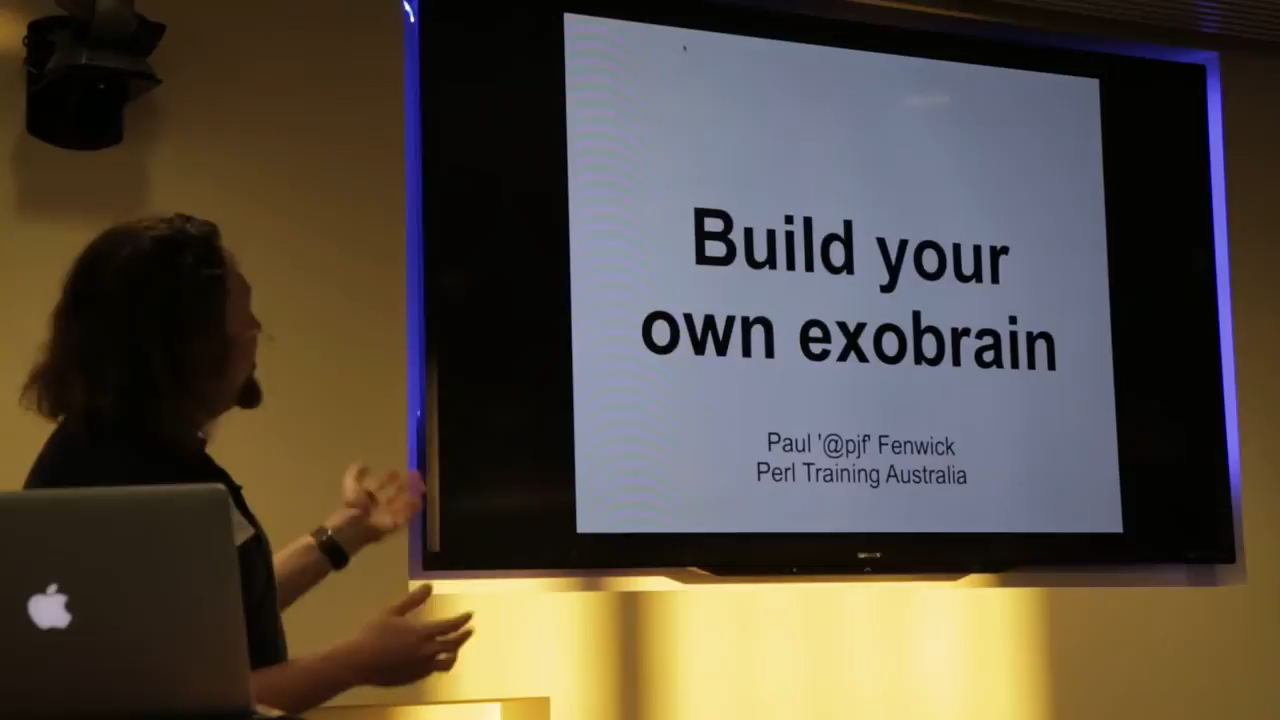 Build your
own exobrain
Paul '@pjf' Fenwick
Perl Training Australia